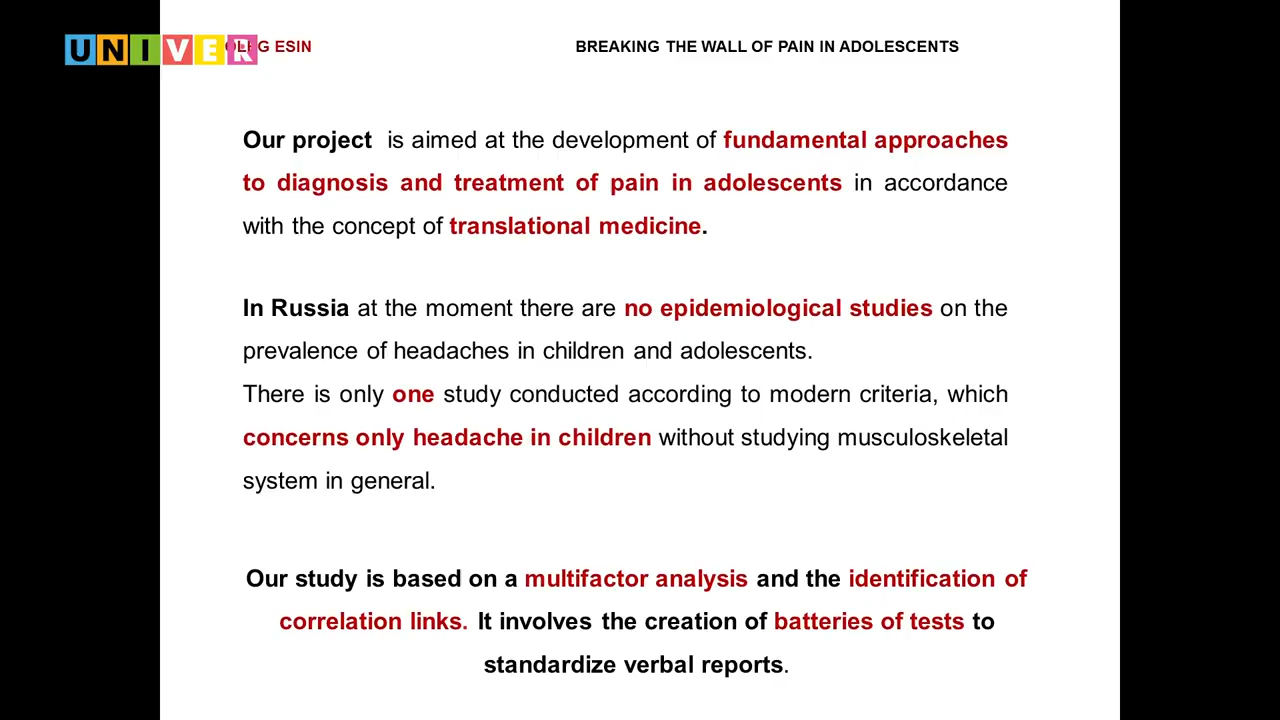 UNIVER
OLEG ESIN
BREAKING THE WALL OF PAIN IN ADOLESCENTS
Our project is aimed at the development of fundamental approaches
to diagnosis and treatment of pain in adolescents in accordance
with the concept of translational medicine.
In Russia at the moment there are no epidemiological studies on the
prevalence of headaches in children and adolescents.
There is only one study conducted according to modern criteria, which
concerns only headache in children without studying musculoskeletal
system in general.
Our study is based on a multifactor analysis and the identification of
correlation links. It involves the creation of batteries of tests to
standardize verbal reports.